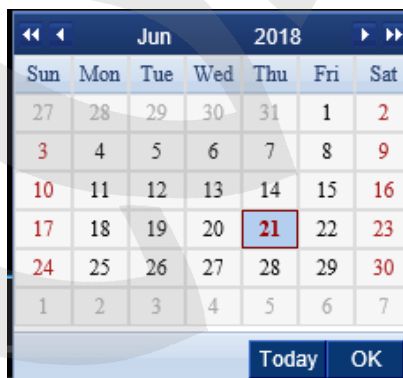 Jun 2018
Sun Mon Tue Wed Thu Fri Sat
27 28 29 30 31 1 2
3 4 5 6 7 8 9
10 11 12 13 14 15 16
17 18 19 20 21 22 23
24 25 26 27 28 29 30
1 2 3 4 5 6 7
Today OK